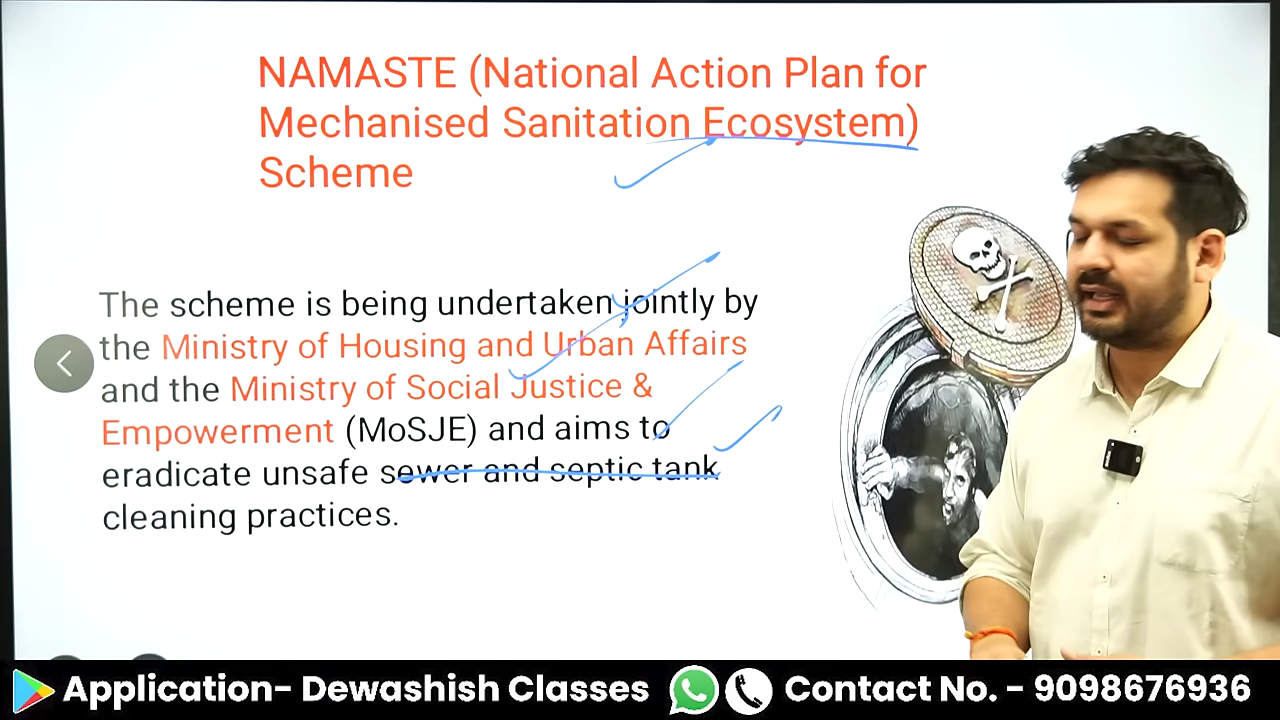 NAMASTE (National Action Plan for
Mechanised Sanitation Ecosystem)
Scheme
The scheme is being undertaken jointly by
the Ministry of Housing and Urban Affairs
and the Ministry of Social Justice &
Empowerment (MoSJE) and aims to
eradicate unsafe sewer and septic tank
cleaning practices.
Application- Dewashish Classes
Contact No. - 9098676936